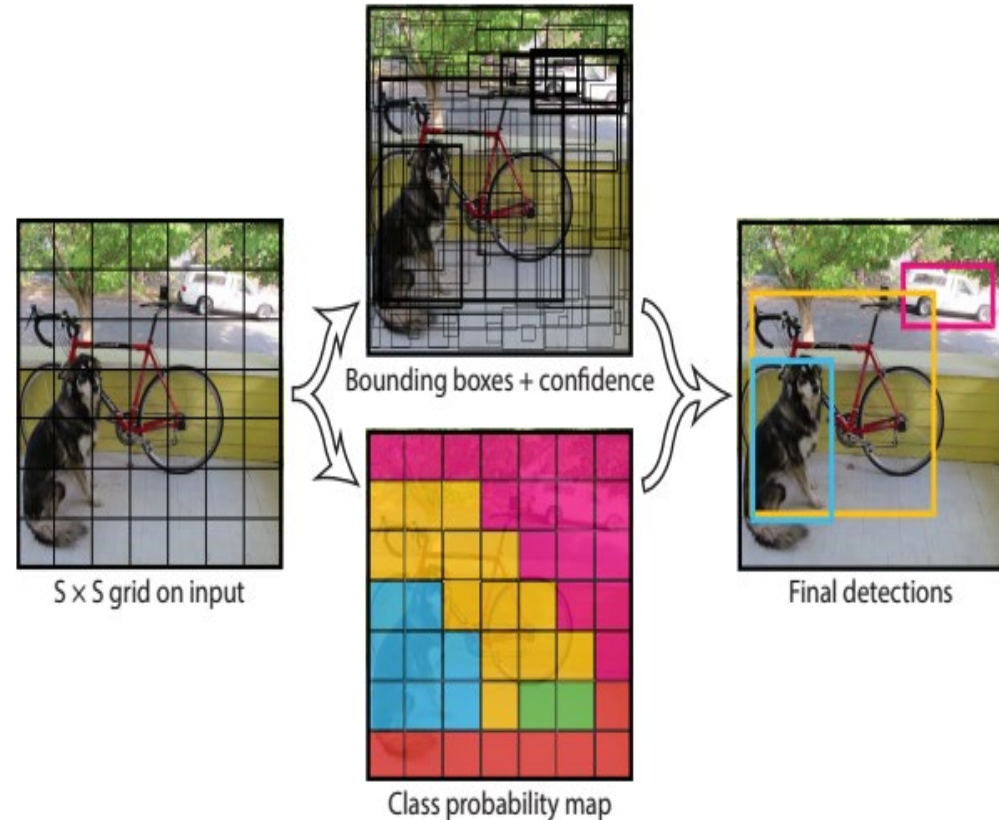 Bounding boxes + confidence
S × S grid on input
Final detections
Class probability map